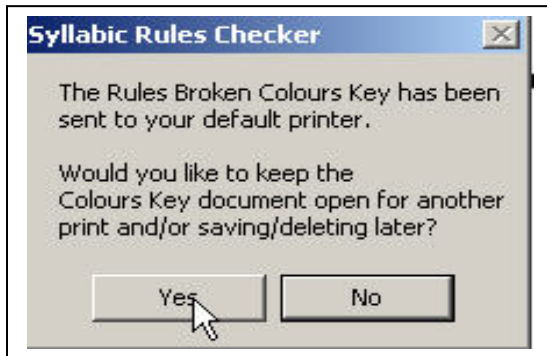 Syllabic Rules Checker
The Rules Broken Colours Key has been
sent to your default printer.
Would you like to keep the
Colours Key document open for another
print and/or saving/deleting later?
Yes
No